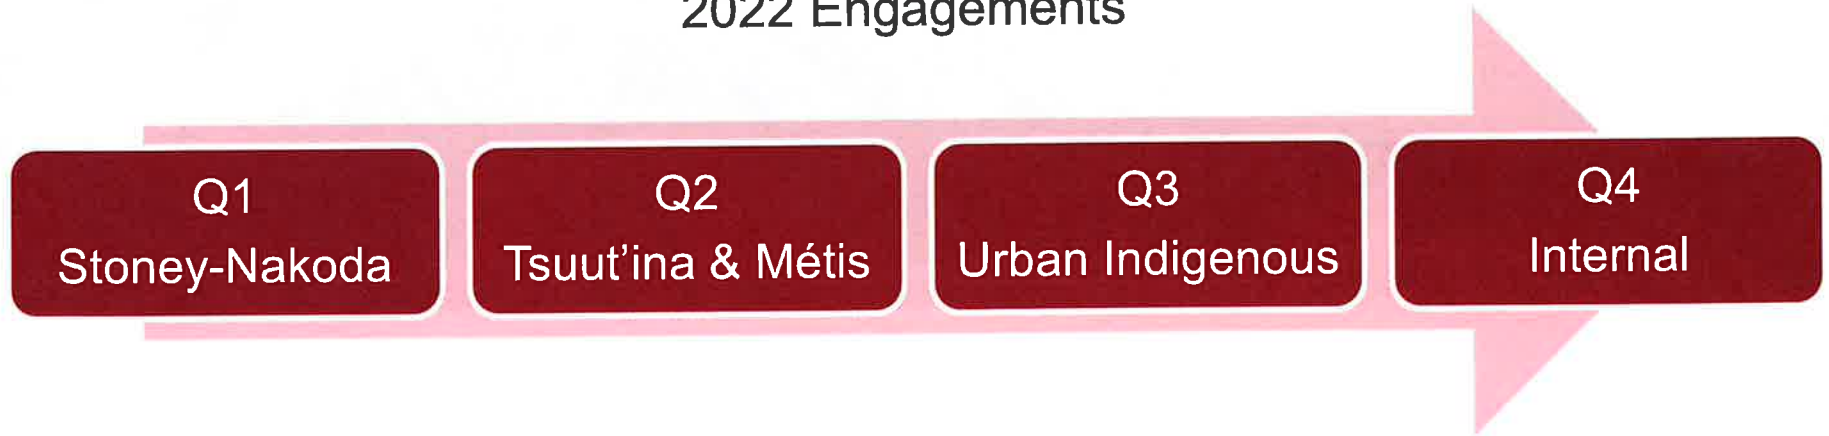 2022 Engagements
Q1
Stoney-Nakoda
Q2
Tsuut'ina & Métis
Q3
Urban Indigenous
Q4
Internal